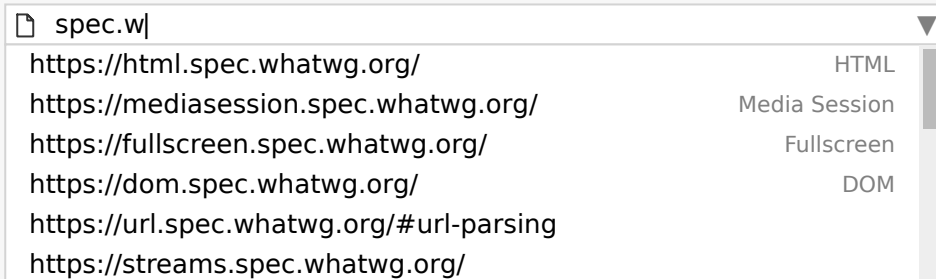 spec.w
https://html.spec.whatwg.org/ HTML
https://mediasession.spec.whatwg.org/ Media Session
https://fullscreen.spec.whatwg.org/ Fullscreen
https://dom.spec.whatwg.org/ DOM
https://url.spec.whatwg.org/#url-parsing
https://streams.spec.whatwg.org/